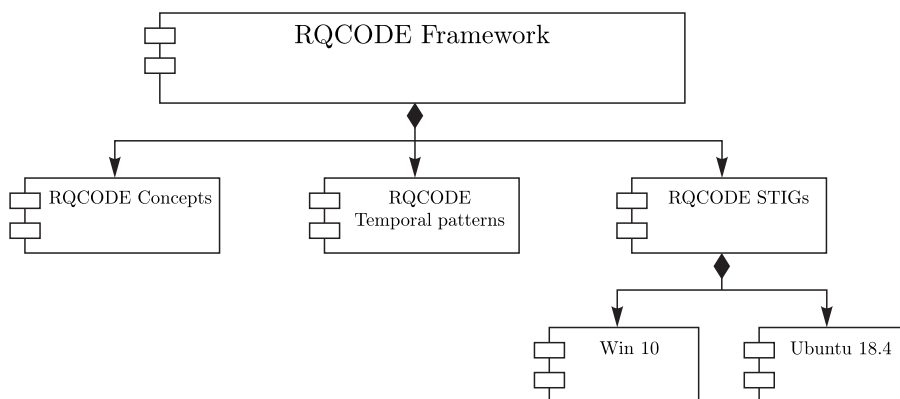 RQCODE Framework
RQCODE Concepts
RQCODE
Temporal patterns
RQCODE STIGs
Win 10
Ubuntu 18.4